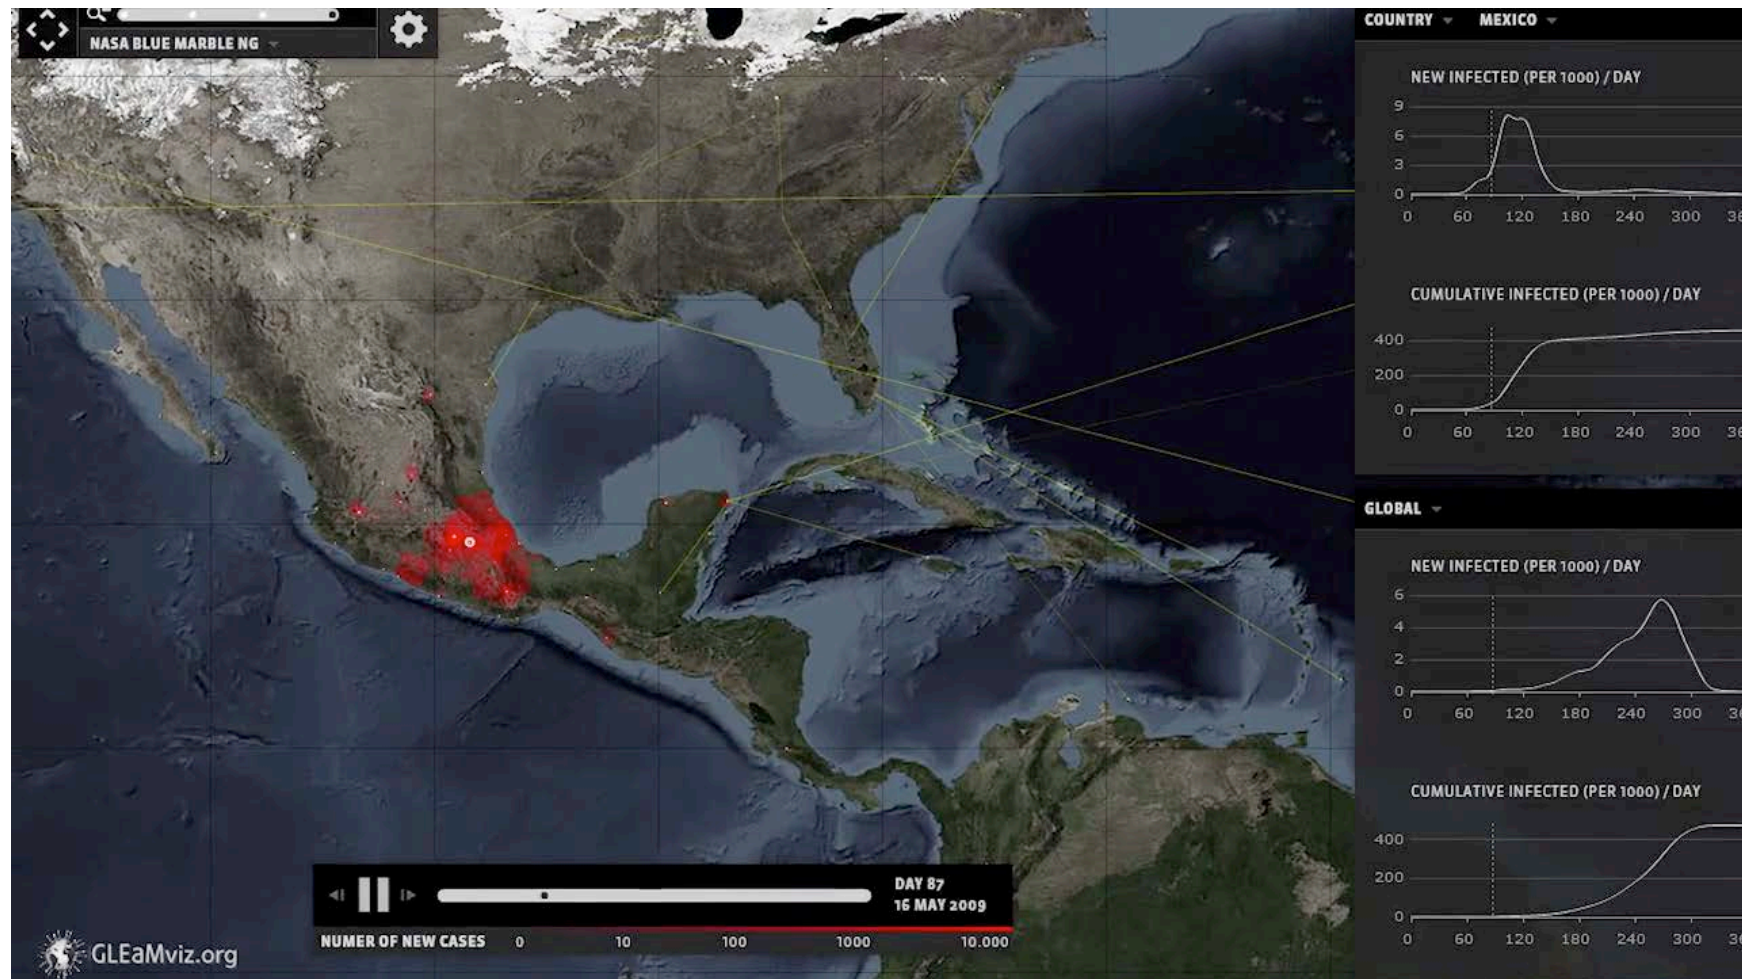 NASA BLUE MARBLE NG
COUNTRY MEXICO
NEW INFECTED (PER 1000) / DAY
9
6
3
0
0 60 120 180 240 300 36
CUMULATIVE INFECTED (PER 1000) / DAY
400
200
0
0 60 120 180 240 300 36
GLOBAL
NEW INFECTED (PER 1000) / DAY
6
4
2
0
0 60 120 180 240 300 36
CUMULATIVE INFECTED (PER 1000) / DAY
400
200
0
0 60 120 180 240 300 36
DAY 87
16 MAY 2009
NUMER OF NEW CASES 0 10 100 1000 10.000
GLEaMviz.org